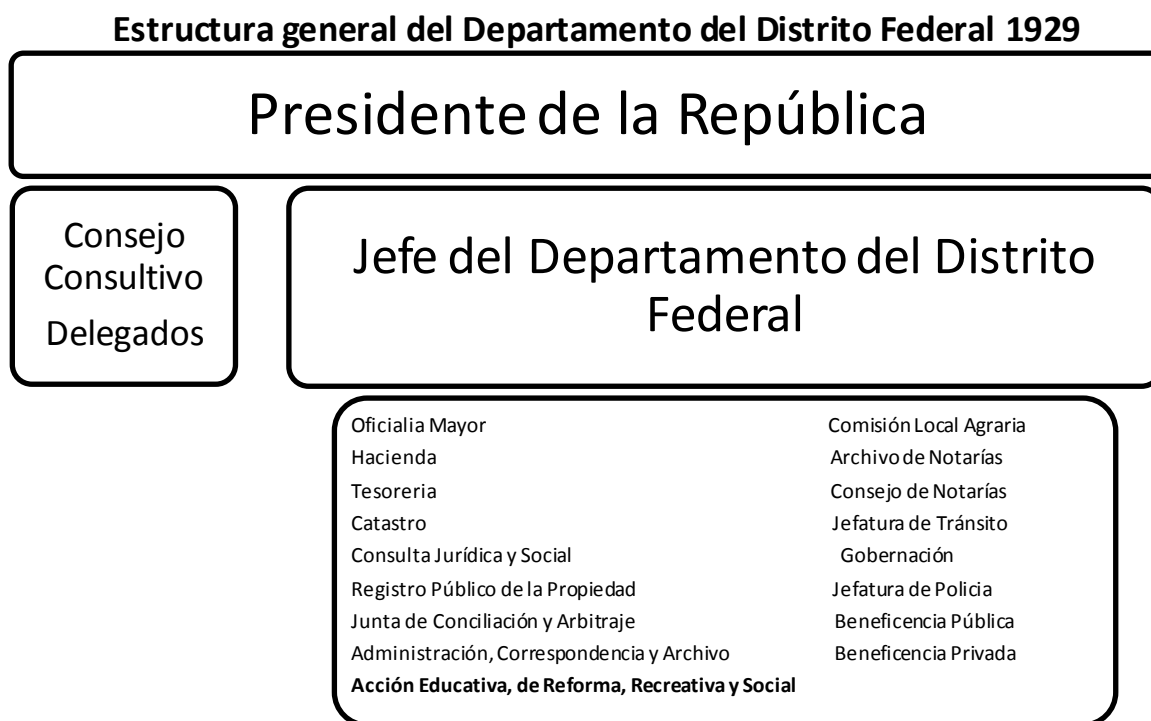 Estructura general del Departamento del Distrito Federal 1929
Presidente de la República
Consejo
Consultivo
Delegados
Jefe del Departamento del Distrito
Federal
Oficialia Mayor
Hacienda
Tesoreria
Catastro
Consulta Jurídica y Social
Registro Público de la Propiedad
Junta de Conciliación y Arbitraje
Administración, Correspondencia y Archivo
Acción Educativa, de Reforma, Recreativa y Social
Comisión Local Agraria
Archivo de Notarías
Consejo de Notarías
Jefatura de Tránsito
Gobernación
Jefatura de Policia
Beneficencia Pública
Beneficencia Privada